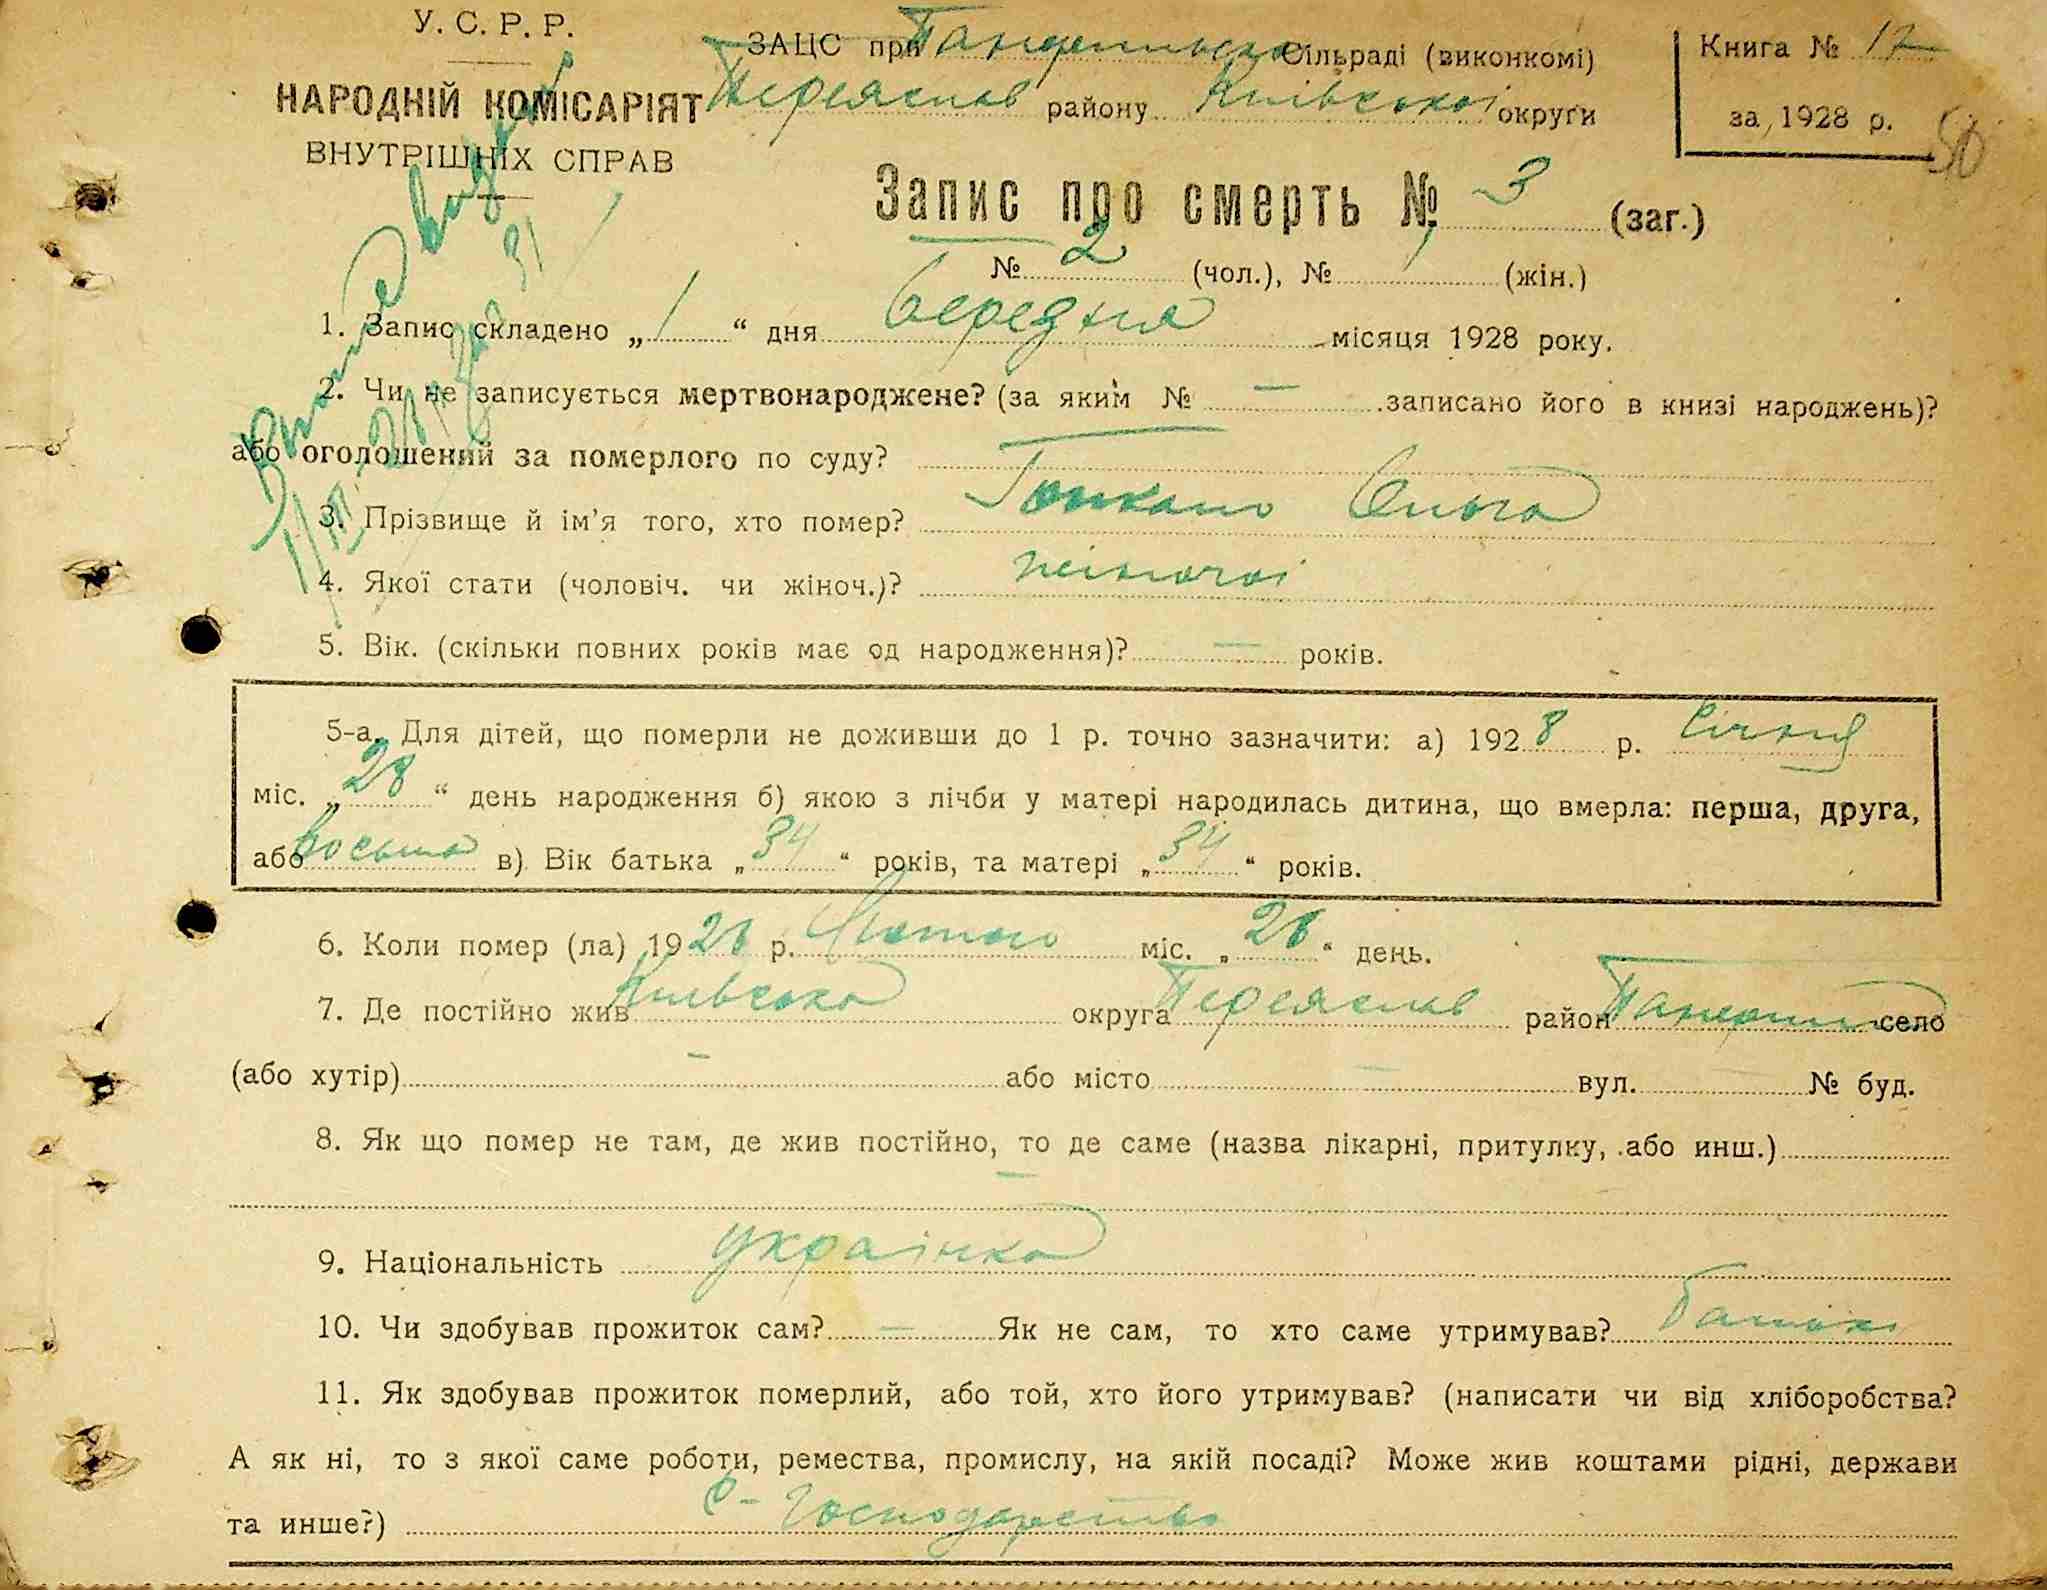 У. С. Р. Р.
НАРОДНІЙ КОМІСАРІЯТ
ВНУТРІШНІХ СПРАВ
ЗАЦС при Панфильській Сільраді (виконкомі)
Переяслав району Київської округи
Книга № 17
за 1928 р.
50
Запис про смерть № 3 (заг.)
№ 2 (чол.), № 1 (жін.)
1. Запис складено „1“ дня березня місяця 1928 року.
2. Чи не записується мертвонароджене? (за яким № — записано його в книзі народжень)?
або оголошений за померлого по суду? —
3. Прізвище й ім’я того, хто помер? Ольга
4. Якої стати (чоловіч. чи жіноч.)? жіночої
5. Вік. (скільки повних років має од народження)? — років.
5-а. Для дітей, що померли не доживши до 1 р. точно зазначити: а) 1928 р. Січня
міс. „28“ день народження б) якою з лічби у матері народилась дитина, що вмерла: перша, друга,
або восьма в) Вік батька „34“ років, та матері „34“ років.
6. Коли помер (ла) 1928 р. Лютого міс. „28“ день.
7. Де постійно жив Київська округа Переяслав район Панфили село
(або хутір) — або місто — вул. — № буд.
8. Як що помер не там, де жив постійно, то де саме (назва лікарні, притулку, або инш.)
—
9. Національність українка
10. Чи здобував прожиток сам? — Як не сам, то хто саме утримував? Батько
11. Як здобував прожиток померлий, або той, хто його утримував? (написати чи від хліборобства?
А як ні, то з якої саме роботи, ремества, промислу, на якій посаді? Може жив коштами рідні, держави
та инше?) с-господарство